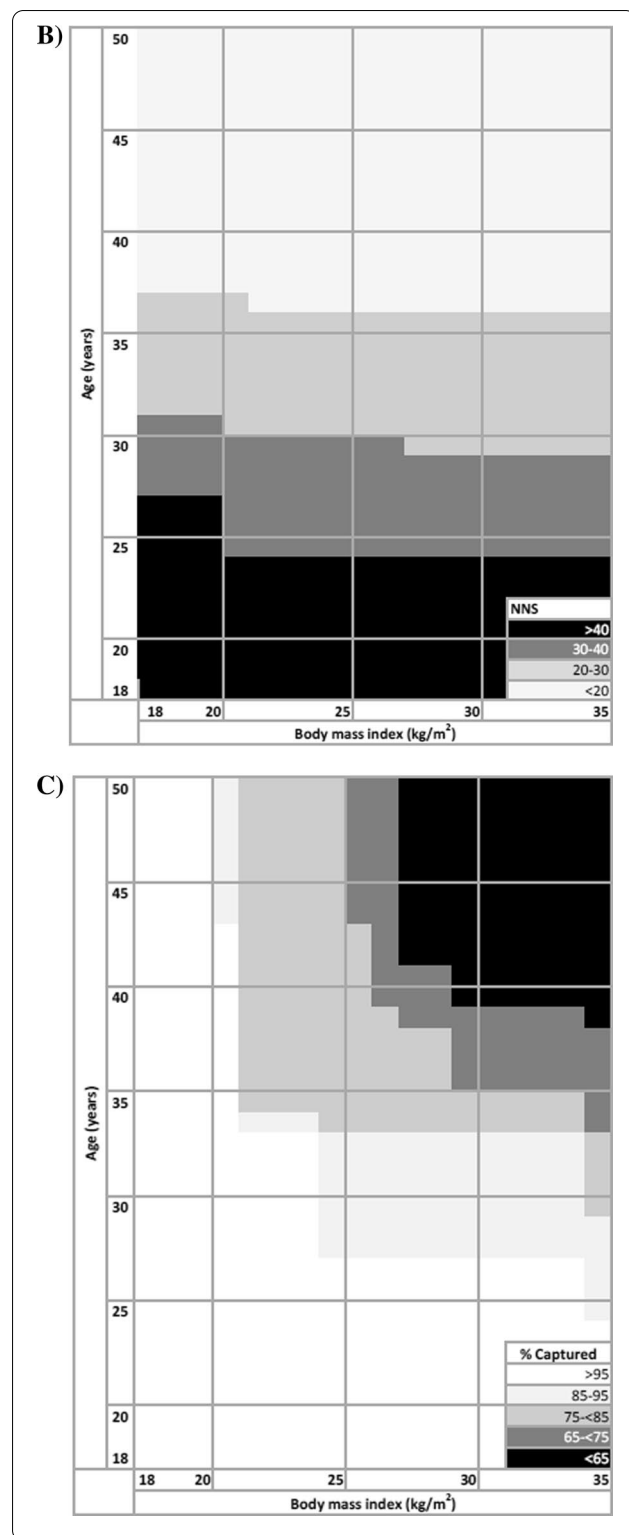 B)
50
45
40
35
30
25
20
18
Age (years)
NNS
>40
30-40
20-30
<20
18 20 25 30 35
Body mass index (kg/m²)
C)
50
45
40
35
30
25
20
18
Age (years)
% Captured
>95
85-95
75-<85
65-<75
<65
18 20 25 30 35
Body mass index (kg/m²)